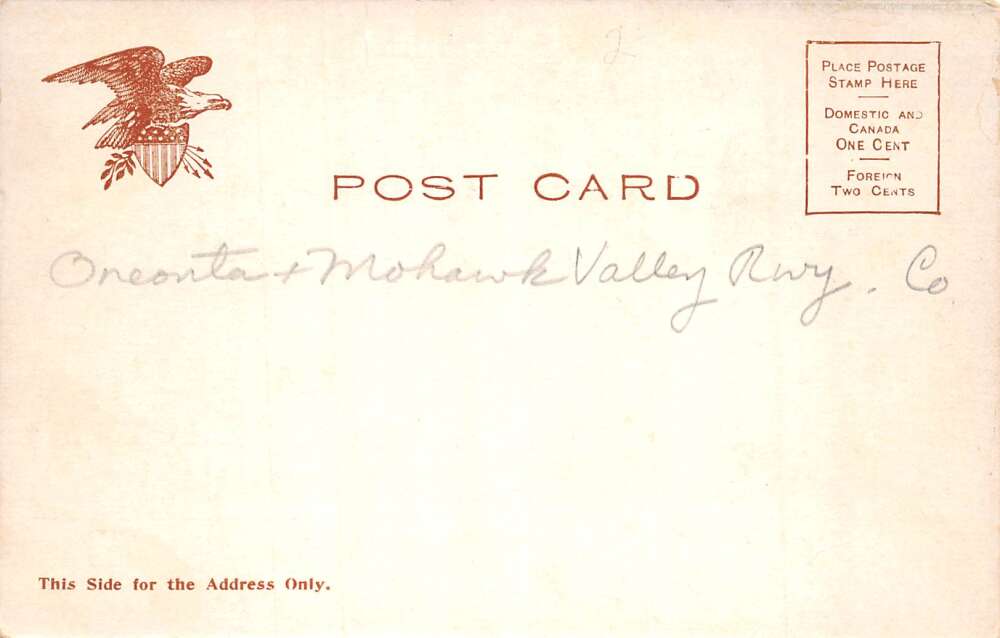 2
PLACE POSTAGE
STAMP HERE
DOMESTIC AND
CANADA
ONE CENT
FOREIGN
TWO CENTS
POST CARD
Oneonta + Mohawk Valley Rwy. Co
This Side for the Address Only.